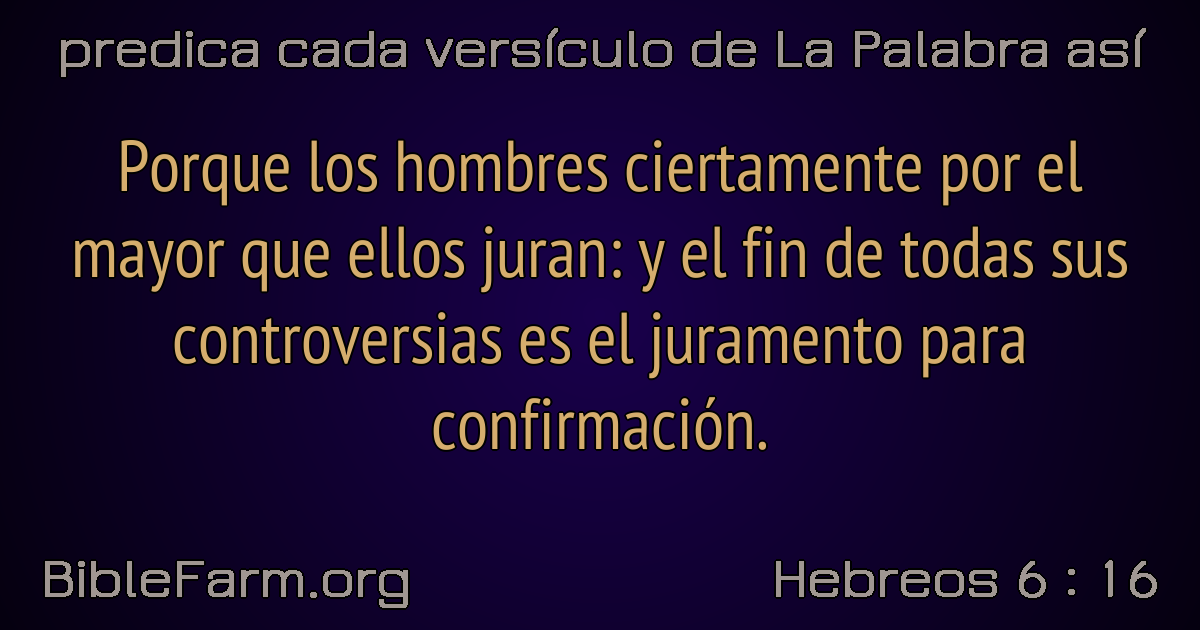 predica cada versículo de La Palabra así
Porque los hombres ciertamente por el
mayor que ellos juran: y el fin de todas sus
controversias es el juramento para
confirmación.
BibleFarm.org
Hebreos 6 : 16